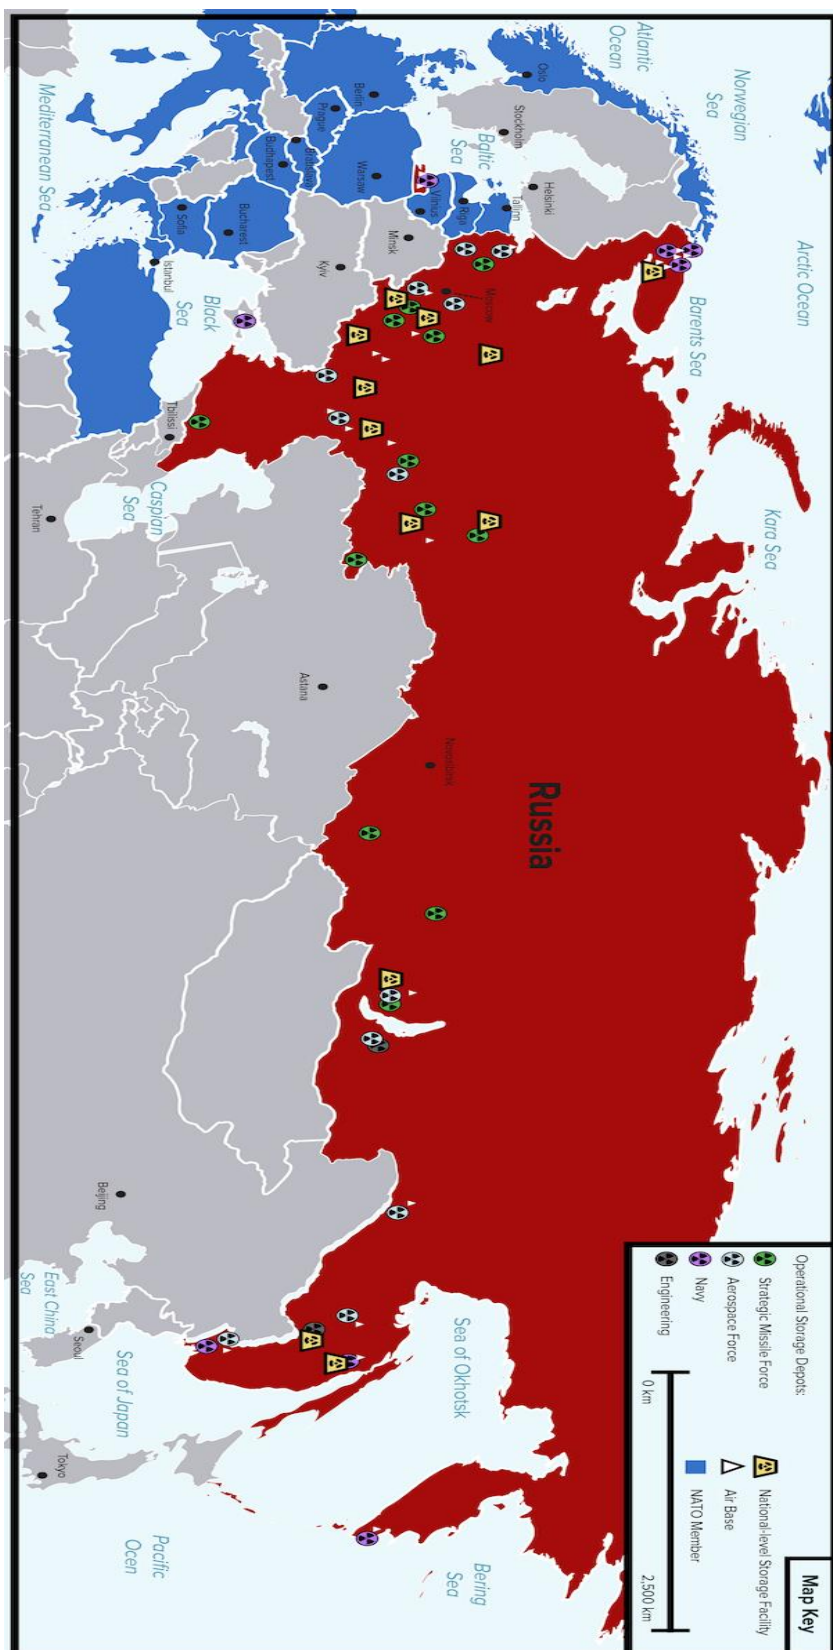 Atlantic
Ocean
Norwegian
Sea
Arctic Ocean
Barents Sea
Kara Sea
Oslo
Stockholm
Helsinki
Baltic
Sea
Tallinn
Riga
Vilnius
Berlin
Prague
Warsaw
Bratislava
Budhapest
Minsk
Moscow
Kyiv
Bucharest
Sofia
Istanbul
Mediterranean Sea
Black
Sea
Tbilissi
Caspian
Sea
Tehran
Astana
Novosibirsk
Russia
Beijing
East China
Sea
Seoul
Sea of Japan
Tokyo
Sea of Okhotsk
Pacific
Ocen
Bering
Sea
Map Key
Operational Storage Depots:
Strategic Missile Force
Aerospace Force
Navy
Engineering
National-level Storage Facility
Air Base
NATO Member
0 km
2,500 km